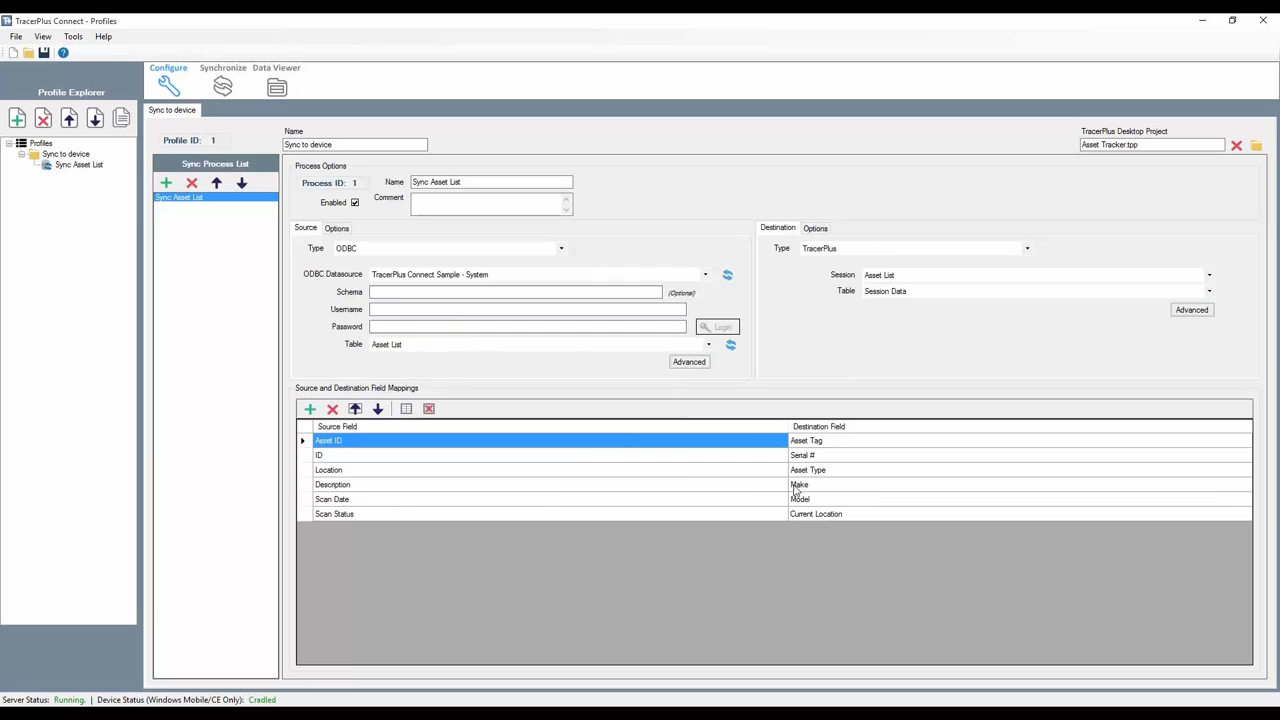 TracerPlus Connect - Profiles
File View Tools Help
Configure Synchronize Data Viewer
Profile Explorer
Profiles
Sync to device
Sync Asset List
Sync to device
Profile ID: 1
Name
Sync to device
TracerPlus Desktop Project
Asset Tracker.tpp
Sync Process List
Sync Asset List
Process Options
Process ID: 1
Name Sync Asset List
Enabled
Comment
Source Options
Type ODBC
ODBC Datasource TracerPlus Connect Sample - System
Schema (Optional)
Username
Password Login
Table Asset List
Advanced
Destination Options
Type TracerPlus
Session Asset List
Table Session Data
Advanced
Source and Destination Field Mappings
Source Field Destination Field
Asset ID Asset Tag
ID Serial #
Location Asset Type
Description Make
Scan Date Model
Scan Status Current Location
Server Status: Running. | Device Status (Windows Mobile/CE Only): Cradled